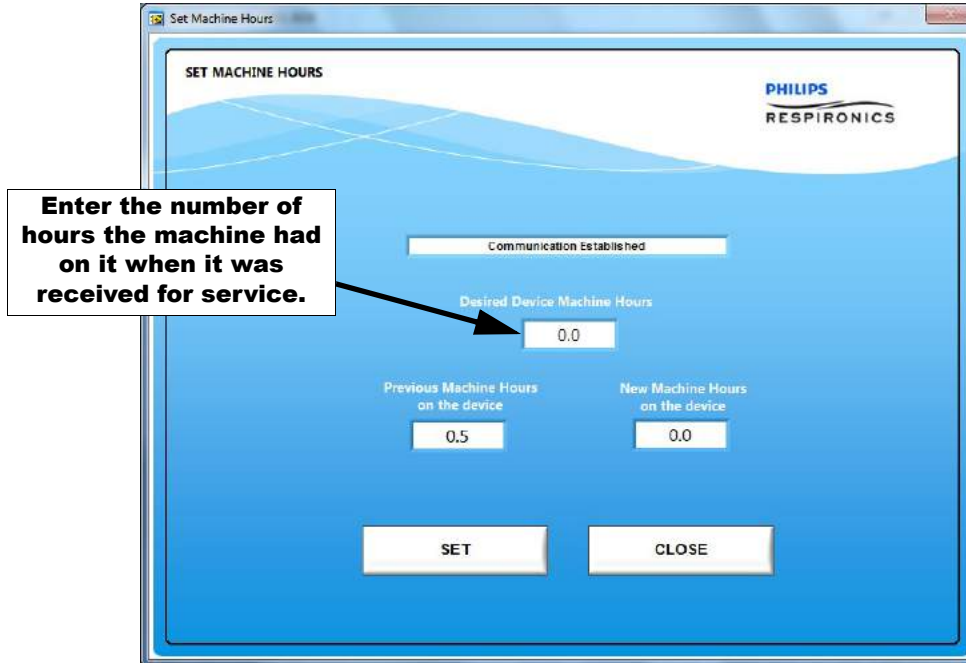 Set Machine Hours
SET MACHINE HOURS
PHILIPS
RESPIRONICS
Enter the number of
hours the machine had
on it when it was
received for service.
Communication Established
Desired Device Machine Hours
0.0
Previous Machine Hours
on the device
New Machine Hours
on the device
0.5
0.0
SET
CLOSE